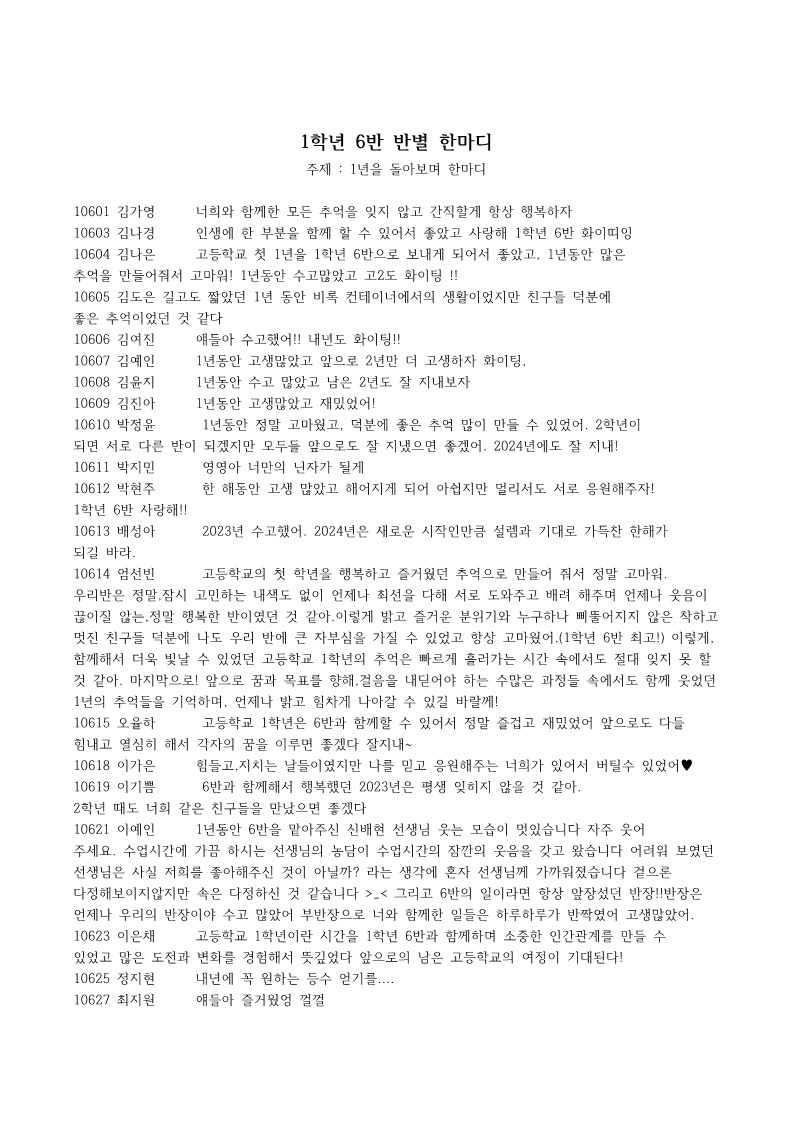 1학년 6반 반별 한마디
주제 : 1년을 돌아보며 한마디
10601 김가영 너희와 함께한 모든 추억을 잊지 않고 간직할게 항상 행복하자
10603 김나경 인생에 한 부분을 함께 할 수 있어서 좋았고 사랑해 1학년 6반 화이띠잉
10604 김나은 고등학교 첫 1년을 1학년 6반으로 보내게 되어서 좋았고, 1년동안 많은
추억을 만들어줘서 고마워! 1년동안 수고많았고 고2도 화이팅 !!
10605 김도은 길고도 짧았던 1년 동안 비록 컨테이너에서의 생활이었지만 친구들 덕분에
좋은 추억이었던 것 같다
10606 김여진 얘들아 수고했어!! 내년도 화이팅!!
10607 김예인 1년동안 고생많았고 앞으로 2년만 더 고생하자 화이팅,
10608 김윤지 1년동안 수고 많았고 남은 2년도 잘 지내보자
10609 김진아 1년동안 고생많았고 재밌었어!
10610 박정윤 1년동안 정말 고마웠고, 덕분에 좋은 추억 많이 만들 수 있었어. 2학년이
되면 서로 다른 반이 되겠지만 모두들 앞으로도 잘 지냈으면 좋겠어. 2024년에도 잘 지내!
10611 박지민 영영아 너만의 닌자가 될게
10612 박현주 한 해동안 고생 많았고 해어지게 되어 아쉽지만 멀리서도 서로 응원해주자!
1학년 6반 사랑해!!
10613 배성아 2023년 수고했어. 2024년은 새로운 시작인만큼 설렘과 기대로 가득찬 한해가
되길 바라.
10614 엄선빈 고등학교의 첫 학년을 행복하고 즐거웠던 추억으로 만들어 줘서 정말 고마워.
우리반은 정말,잠시 고민하는 내색도 없이 언제나 최선을 다해 서로 도와주고 배려 해주며 언제나 웃음이
끊이질 않는,정말 행복한 반이였던 것 같아.이렇게 밝고 즐거운 분위기와 누구하나 삐뚤어지지 않은 착하고
멋진 친구들 덕분에 나도 우리 반에 큰 자부심을 가질 수 있었고 항상 고마웠어.(1학년 6반 최고!) 이렇게,
함께해서 더욱 빛날 수 있었던 고등학교 1학년의 추억은 빠르게 흘러가는 시간 속에서도 절대 잊지 못 할
것 같아. 마지막으로! 앞으로 꿈과 목표를 향해,걸음을 내딛어야 하는 수많은 과정들 속에서도 함께 웃었던
1년의 추억들을 기억하며, 언제나 밝고 힘차게 나아갈 수 있길 바랄께!
10615 오율하 고등학교 1학년은 6반과 함께할 수 있어서 정말 즐겁고 재밌었어 앞으로도 다들
힘내고 열심히 해서 각자의 꿈을 이루면 좋겠다 잘지내~
10618 이가은 힘들고,지치는 날들이였지만 나를 믿고 응원해주는 너희가 있어서 버틸수 있었어♥
10619 이기쁨 6반과 함께해서 행복했던 2023년은 평생 잊히지 않을 것 같아.
2학년 때도 너희 같은 친구들을 만났으면 좋겠다
10621 이예인 1년동안 6반을 맡아주신 신배현 선생님 웃는 모습이 멋있습니다 자주 웃어
주세요. 수업시간에 가끔 하시는 선생님의 농담이 수업시간의 잠깐의 웃음을 갖고 왔습니다 어려워 보였던
선생님은 사실 저희를 좋아해주신 것이 아닐까? 라는 생각에 혼자 선생님께 가까워졌습니다 겉으론
다정해보이지않지만 속은 다정하신 것 같습니다 >_< 그리고 6반의 일이라면 항상 앞장섰던 반장!!반장은
언제나 우리의 반장이야 수고 많았어 부반장으로 너와 함께한 일들은 하루하루가 반짝였어 고생많았어.
10623 이은채 고등학교 1학년이란 시간을 1학년 6반과 함께하며 소중한 인간관계를 만들 수
있었고 많은 도전과 변화를 경험해서 뜻깊었다 앞으로의 남은 고등학교의 여정이 기대된다!
10625 정지현 내년에 꼭 원하는 등수 얻기를....
10627 최지원 얘들아 즐거웠엉 껄껄